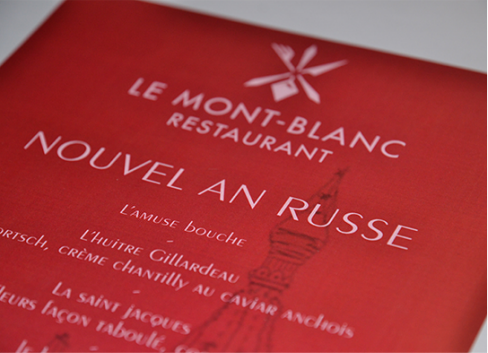 LE MONT-BLANC
RESTAURANT
NOUVEL AN RUSSE
L'AMUSE BOUCHE
L'HUÎTRE GILLARDEAU
CRÈME CHANTILLY AU CAVIAR ANCHOIS
LA SAINT JACQUES
FAÇON TABOULÉ,